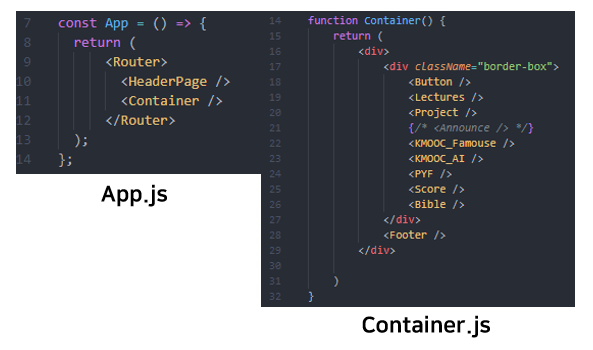 7 const App = () => {
8 return (
9 <Router>
10 <HeaderPage />
11 <Container />
12 </Router>
13 );
14 };
App.js
14 function Container() {
15 return (
16 <div>
17 <div className="border-box">
18 <Button />
19 <Lectures />
20 <Project />
21 {/* <Announce /> */}
22 <KMOOC_Famouse />
23 <KMOOC_AI />
24 <PYF />
25 <Score />
26 <Bible />
27 </div>
28 <Footer />
29 </div>
30
31 )
32 }
Container.js